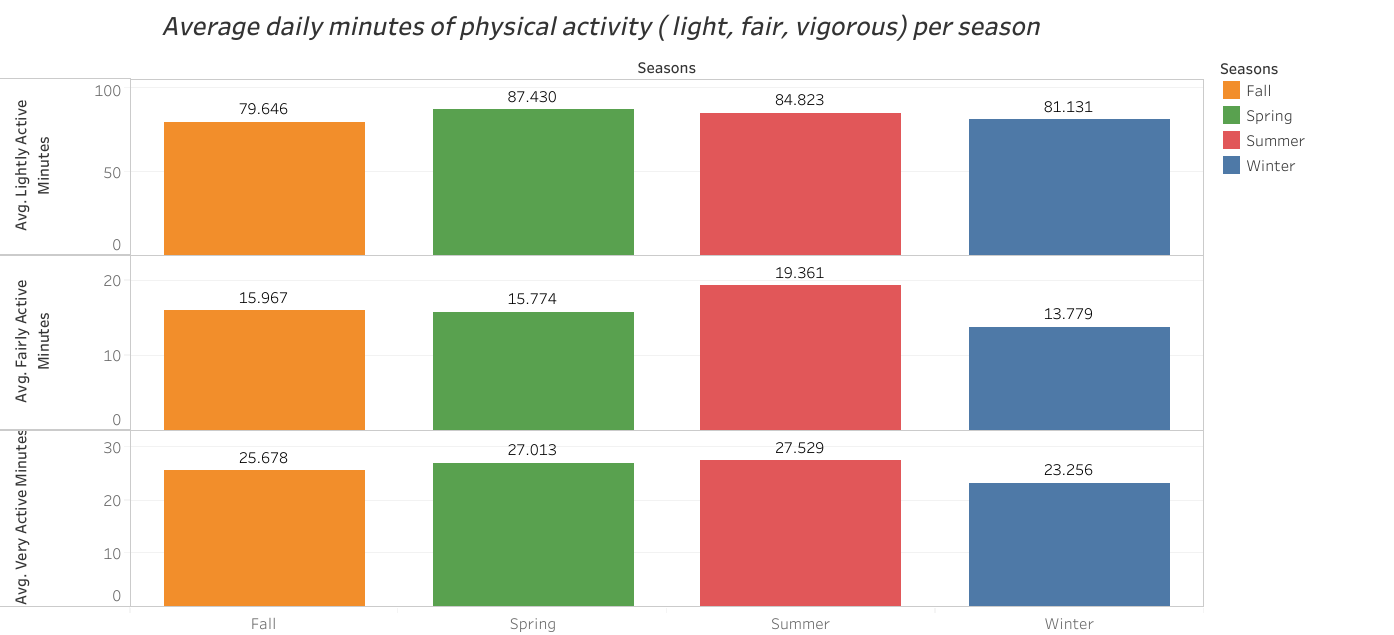 Average daily minutes of physical activity ( light, fair, vigorous) per season
Seasons
Seasons
Fall
Spring
Summer
Winter
Avg. Lightly Active
Minutes
100
50
0
79.646
87.430
84.823
81.131
Avg. Fairly Active
Minutes
20
10
0
15.967
15.774
19.361
13.779
Avg. Very Active Minutes
30
20
10
0
25.678
27.013
27.529
23.256
Fall
Spring
Summer
Winter